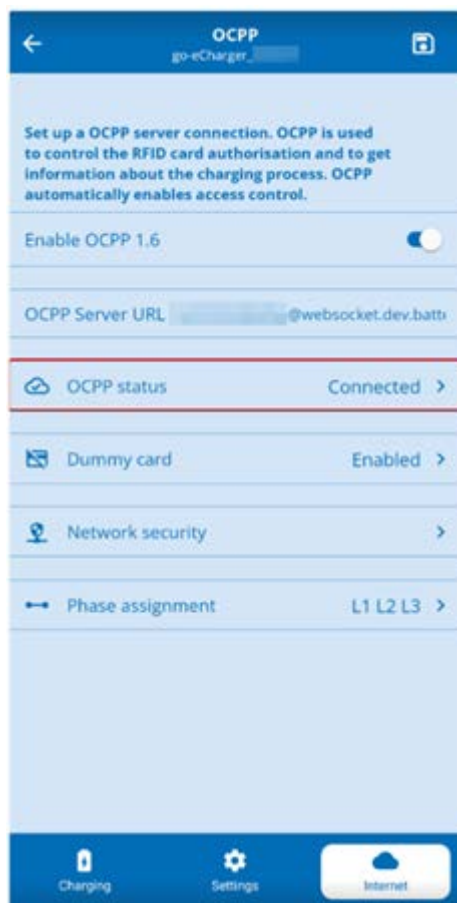 OCPP
go-eCharger_
Set up a OCPP server connection. OCPP is used
to control the RFID card authorisation and to get
information about the charging process. OCPP
automatically enables access control.
Enable OCPP 1.6
OCPP Server URL @websocket.dev.batt
OCPP status Connected
Dummy card Enabled
Network security
Phase assignment L1 L2 L3
Charging Settings Internet